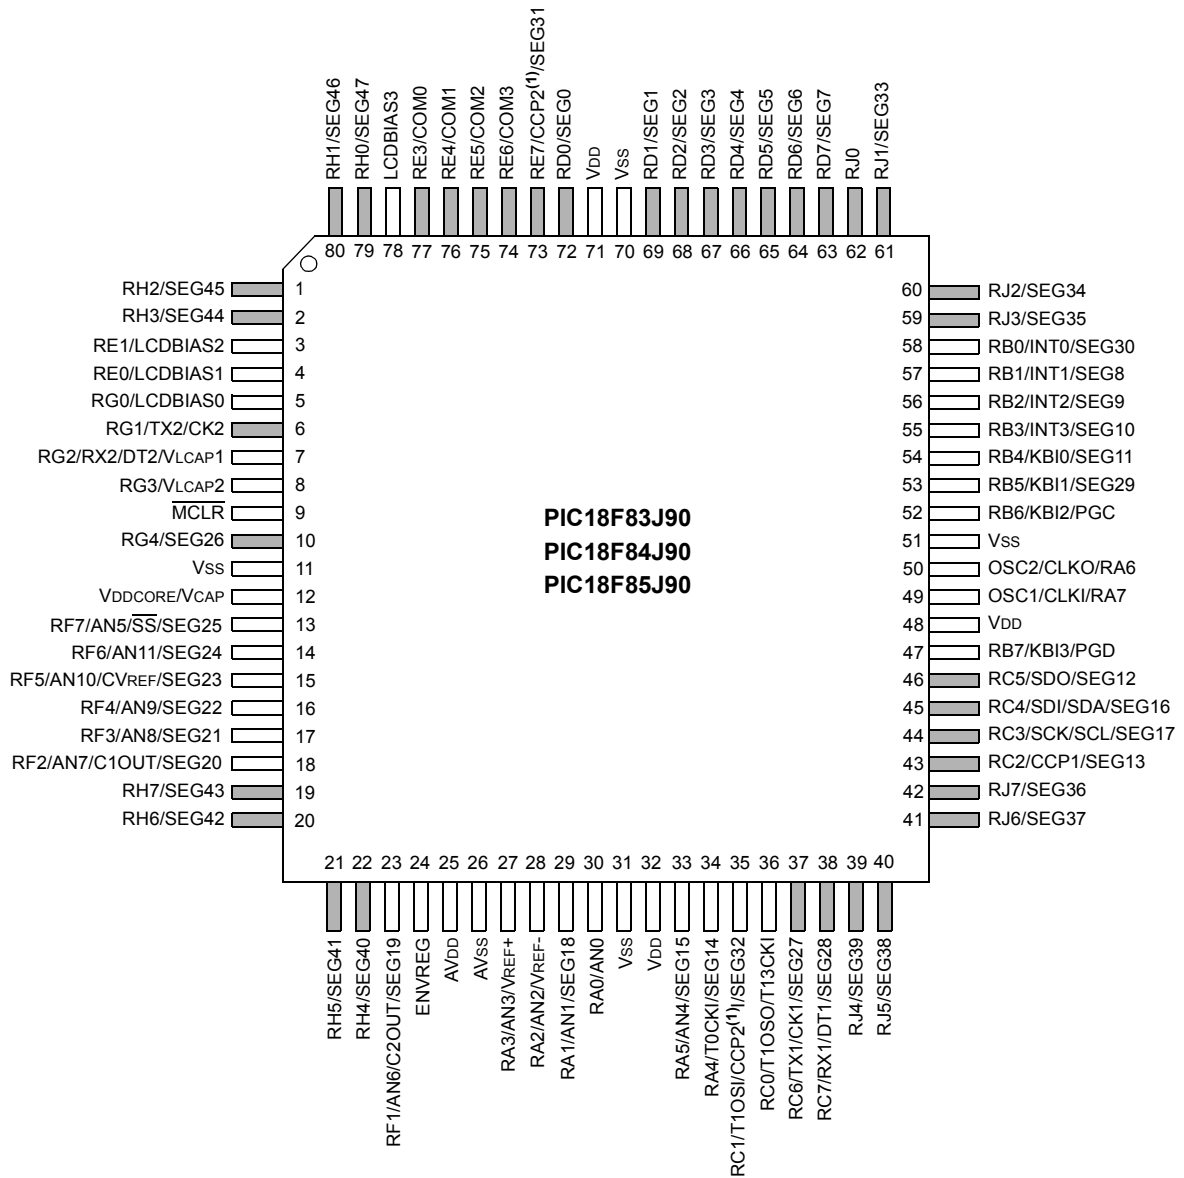 RH1/SEG46
RH0/SEG47
LCDBIAS3
RE3/COM0
RE4/COM1
RE5/COM2
RE6/COM3
RE7/CCP2(1)/SEG31
RD0/SEG0
VDD
VSS
RD1/SEG1
RD2/SEG2
RD3/SEG3
RD4/SEG4
RD5/SEG5
RD6/SEG6
RD7/SEG7
RJ0
RJ1/SEG33
80 79 78 77 76 75 74 73 72 71 70 69 68 67 66 65 64 63 62 61
RH2/SEG45 1
RH3/SEG44 2
RE1/LCDBIAS2 3
RE0/LCDBIAS1 4
RG0/LCDBIAS0 5
RG1/TX2/CK2 6
RG2/RX2/DT2/VLCAP1 7
RG3/VLCAP2 8
MCLR 9
RG4/SEG26 10
VSS 11
VDDCORE/VCAP 12
RF7/AN5/SS/SEG25 13
RF6/AN11/SEG24 14
RF5/AN10/CVREF/SEG23 15
RF4/AN9/SEG22 16
RF3/AN8/SEG21 17
RF2/AN7/C1OUT/SEG20 18
RH7/SEG43 19
RH6/SEG42 20
PIC18F83J90
PIC18F84J90
PIC18F85J90
60 RJ2/SEG34
59 RJ3/SEG35
58 RB0/INT0/SEG30
57 RB1/INT1/SEG8
56 RB2/INT2/SEG9
55 RB3/INT3/SEG10
54 RB4/KBI0/SEG11
53 RB5/KBI1/SEG29
52 RB6/KBI2/PGC
51 VSS
50 OSC2/CLKO/RA6
49 OSC1/CLKI/RA7
48 VDD
47 RB7/KBI3/PGD
46 RC5/SDO/SEG12
45 RC4/SDI/SDA/SEG16
44 RC3/SCK/SCL/SEG17
43 RC2/CCP1/SEG13
42 RJ7/SEG36
41 RJ6/SEG37
21 22 23 24 25 26 27 28 29 30 31 32 33 34 35 36 37 38 39 40
RH5/SEG41
RH4/SEG40
RF1/AN6/C2OUT/SEG19
ENVREG
AVDD
AVSS
RA3/AN3/VREF+
RA2/AN2/VREF-
RA1/AN1/SEG18
RA0/AN0
VSS
VDD
RA5/AN4/SEG15
RA4/T0CKI/SEG14
RC1/T1OSI/CCP2(1)I/SEG32
RC0/T1OSO/T13CKI
RC6/TX1/CK1/SEG27
RC7/RX1/DT1/SEG28
RJ4/SEG39
RJ5/SEG38